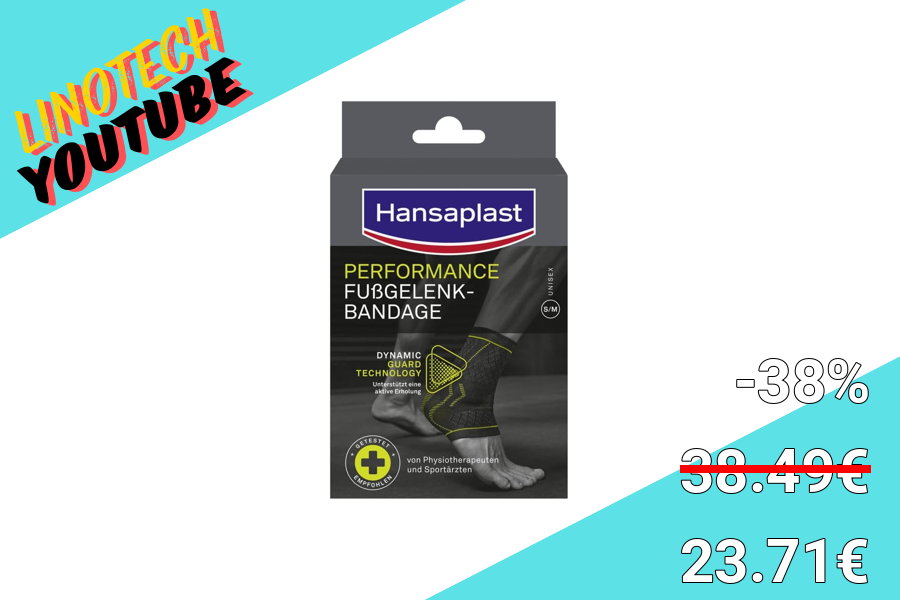 LINOTECH
YOUTUBE
Hansaplast
PERFORMANCE
FUßGELENK-
BANDAGE
UNISEX
S/M
DYNAMIC
GUARD
TECHNOLOGY
Unterstützt eine
aktive Erholung
GETESTET
EMPFOHLEN
von Physiotherapeuten
und Sportärzten
-38%
38.49€
23.71€